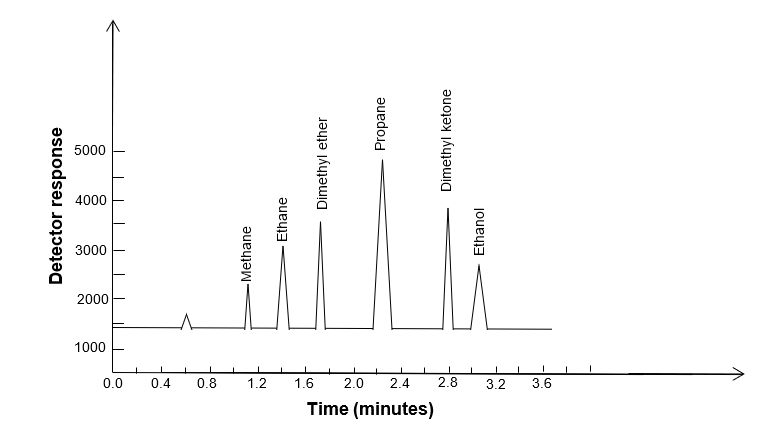 Detector response
5000
4000
3000
2000
1000
Methane
Ethane
Dimethyl ether
Propane
Dimethyl ketone
Ethanol
0.0 0.4 0.8 1.2 1.6 2.0 2.4 2.8 3.2 3.6
Time (minutes)